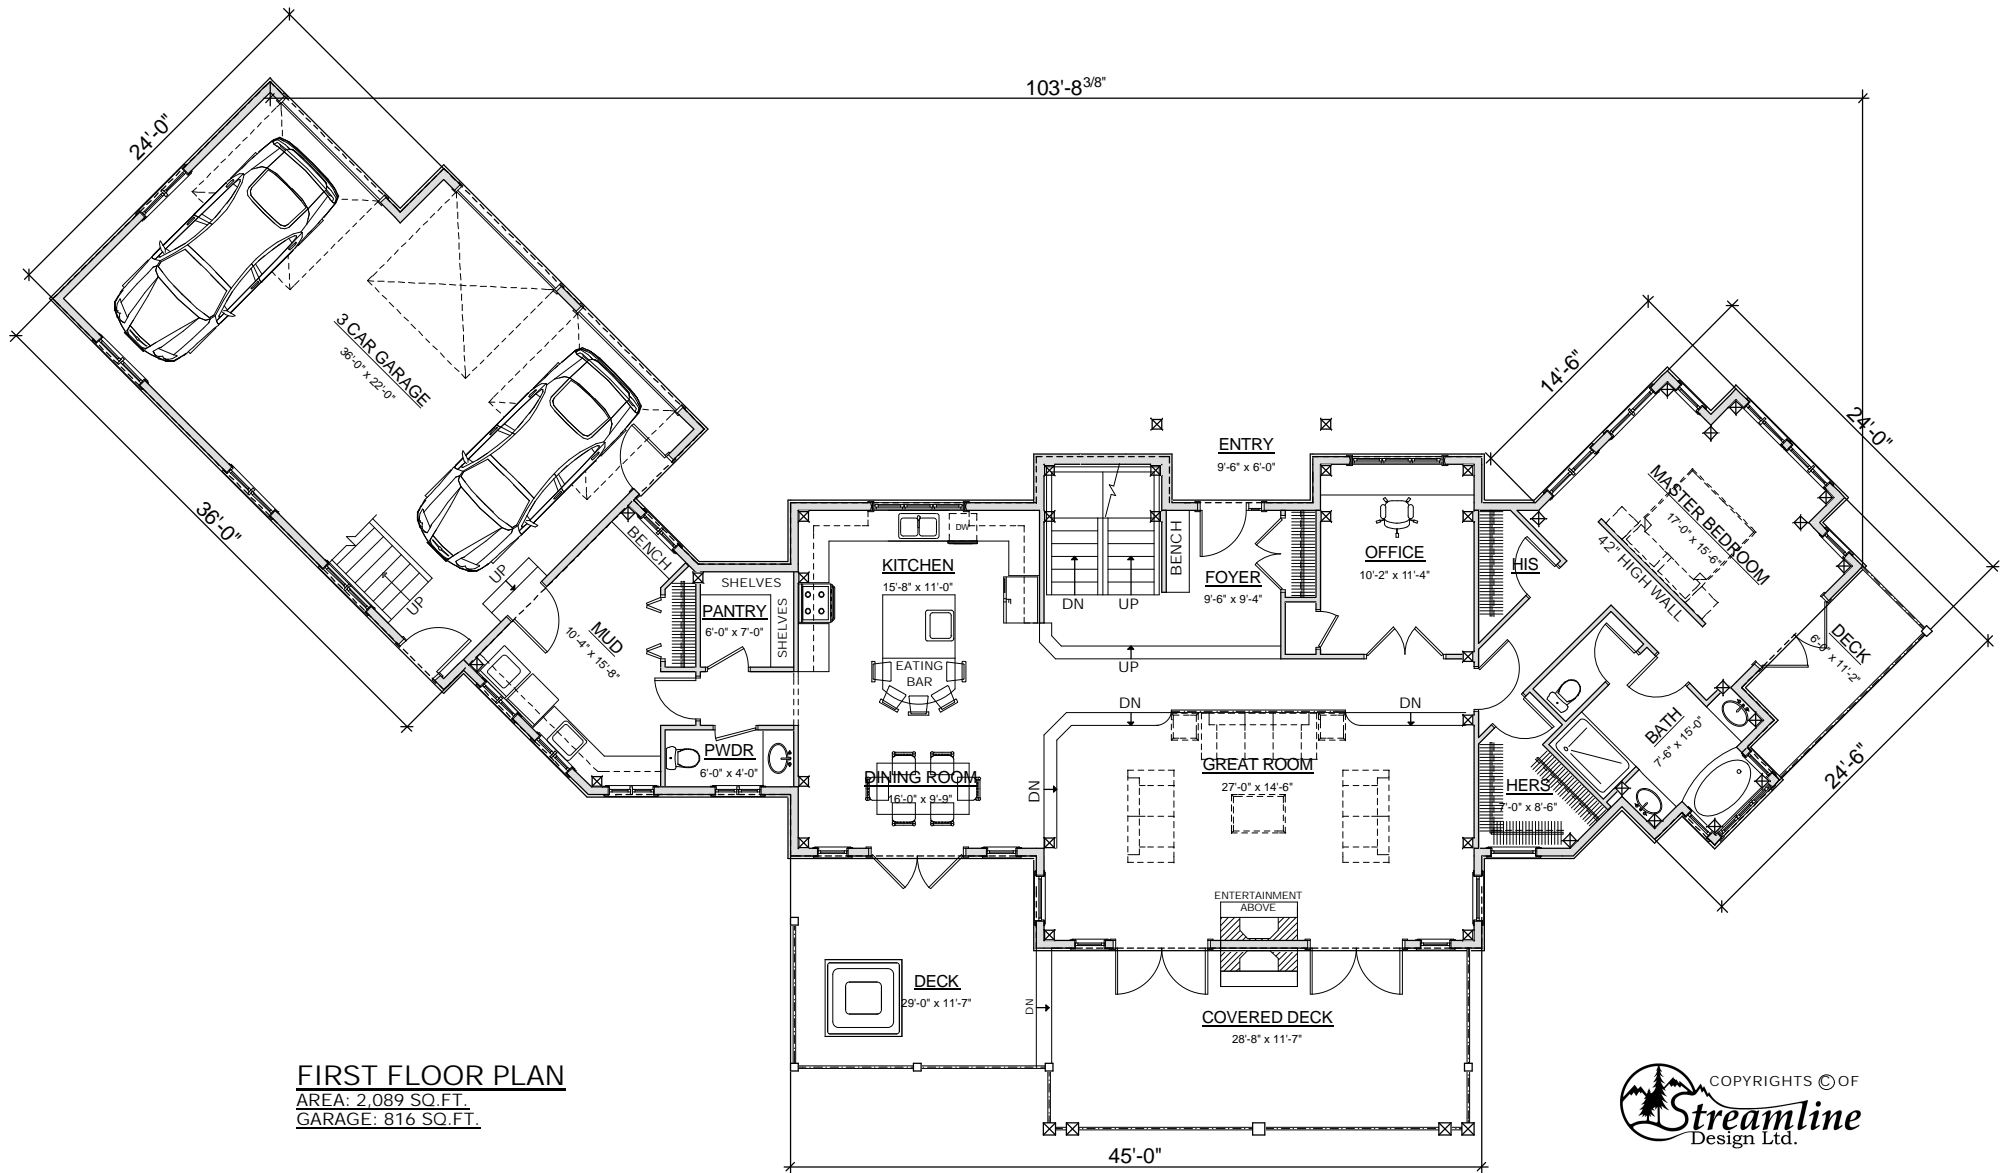 103'-8 3/8"
24'-0"
36'-0"
14'-6"
24'-0"
24'-6"
45'-0"
3 CAR GARAGE
36'-0" x 22'-0"
UP
UP
BENCH
MUD
10'-4" x 15'-8"
SHELVES
SHELVES
PANTRY
6'-0" x 7'-0"
PWDR
6'-0" x 4'-0"
DW
KITCHEN
15'-8" x 11'-0"
EATING
BAR
DINING ROOM
16'-0" x 9'-9"
DN
UP
BENCH
ENTRY
9'-6" x 6'-0"
FOYER
9'-6" x 9'-4"
UP
OFFICE
10'-2" x 11'-4"
HIS
MASTER BEDROOM
17'-0" x 15'-6"
42" HIGH WALL
DECK
6'-9" x 11'-2"
BATH
7'-6" x 15'-0"
HERS
7'-0" x 8'-6"
DN
DN
DN
GREAT ROOM
27'-0" x 14'-6"
ENTERTAINMENT
ABOVE
DECK
29'-0" x 11'-7"
DN
COVERED DECK
28'-8" x 11'-7"
FIRST FLOOR PLAN
AREA: 2,089 SQ.FT.
GARAGE: 816 SQ.FT.
COPYRIGHTS © OF
Streamline
Design Ltd.